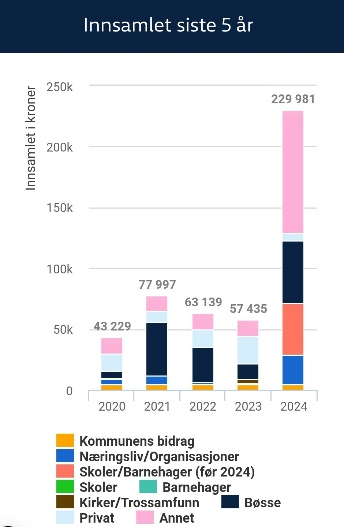 Innsamlet siste 5 år
Innsamlet i kroner
250k
200k
150k
100k
50k
0
43 229
77 997
63 139
57 435
229 981
2020
2021
2022
2023
2024
Kommunens bidrag
Næringsliv/Organisasjoner
Skoler/Barnehager (før 2024)
Skoler Barnehager
Kirker/Trossamfunn Bøsse
Privat Annet